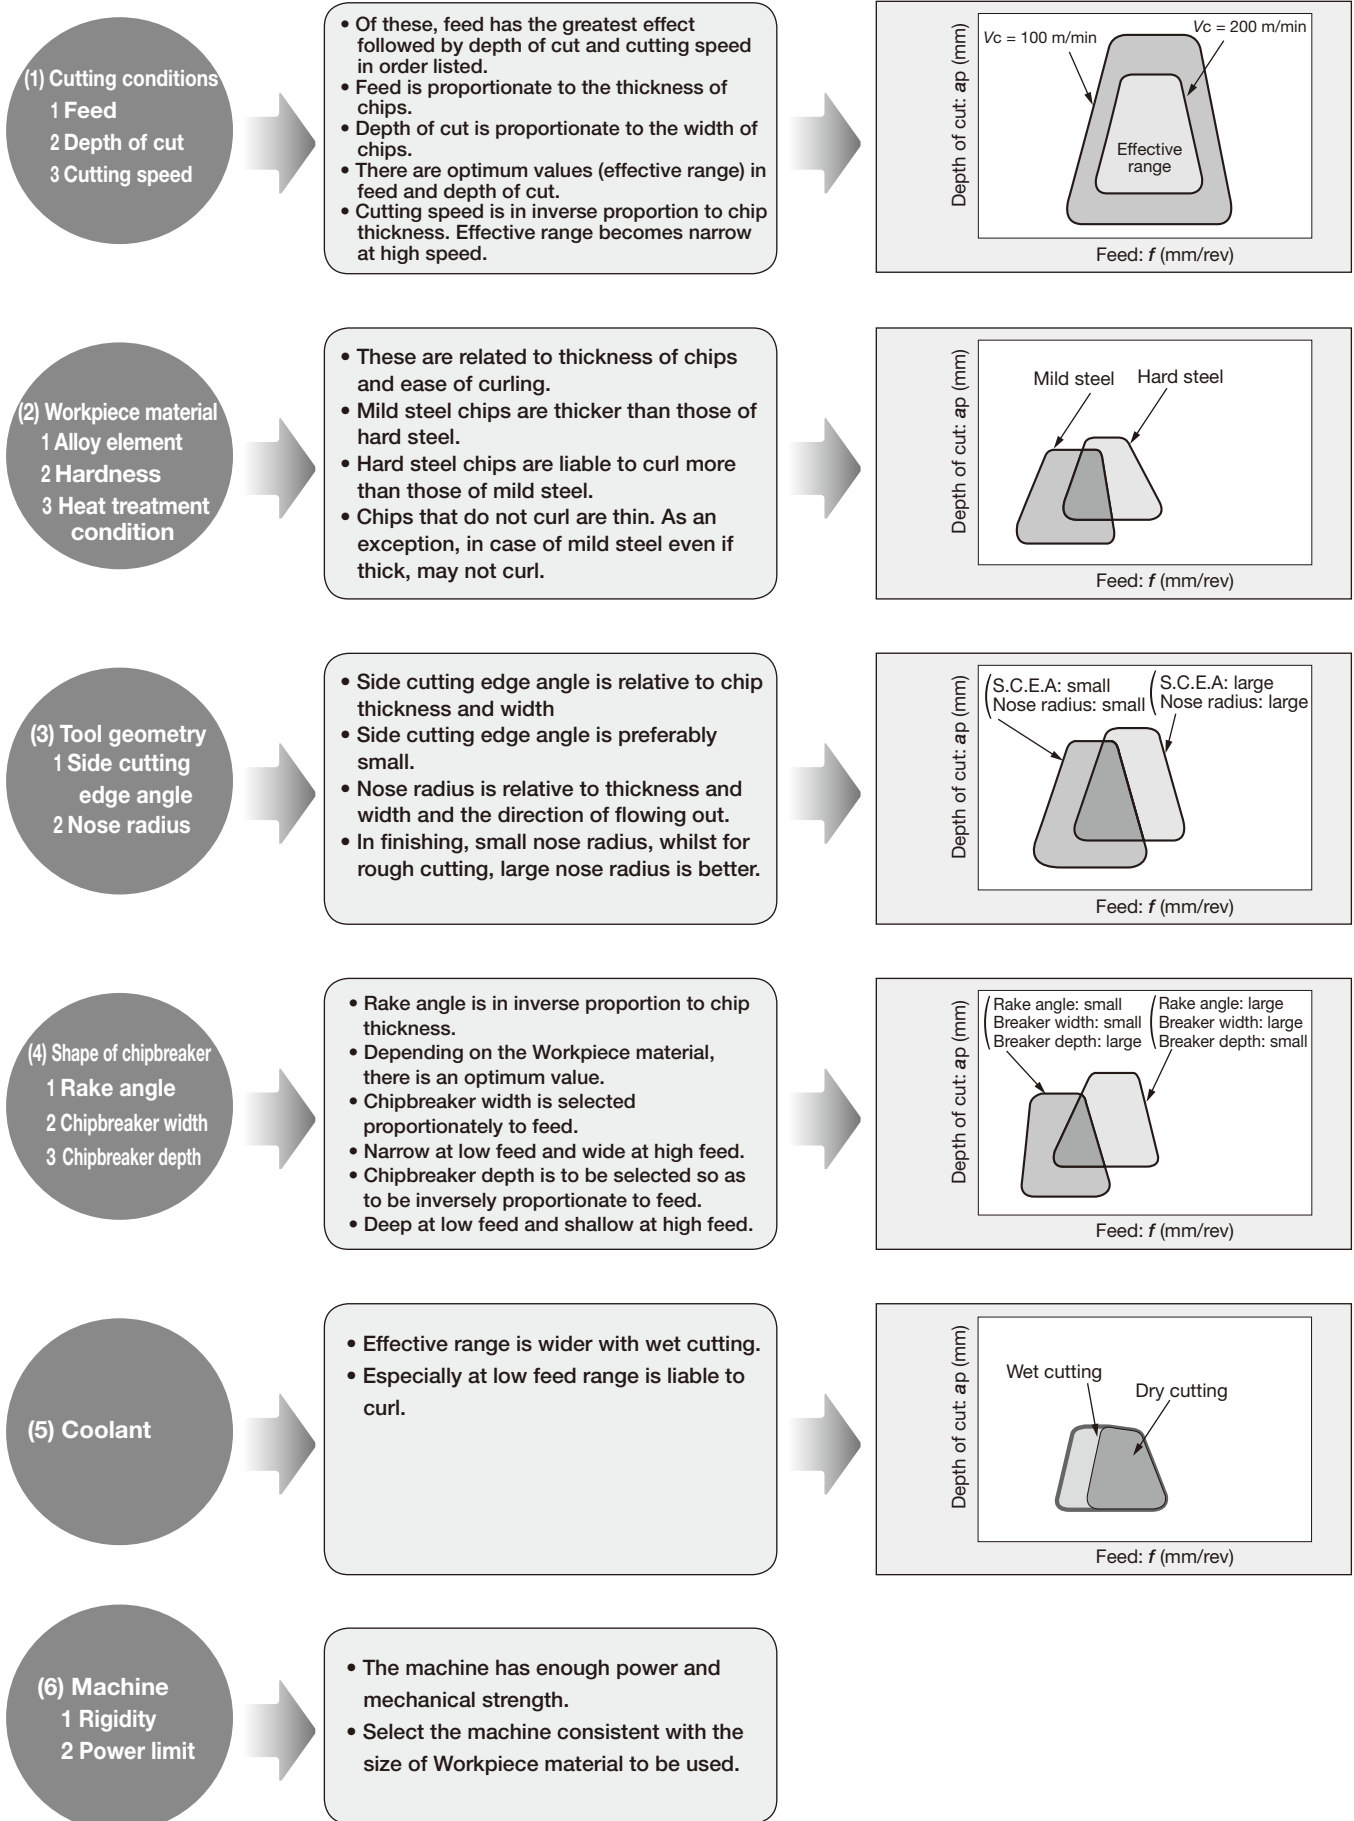 (1) Cutting conditions
1 Feed
2 Depth of cut
3 Cutting speed
• Of these, feed has the greatest effect
followed by depth of cut and cutting speed
in order listed.
• Feed is proportionate to the thickness of
chips.
• Depth of cut is proportionate to the width of
chips.
• There are optimum values (effective range) in
feed and depth of cut.
• Cutting speed is in inverse proportion to chip
thickness. Effective range becomes narrow
at high speed.
Depth of cut: ap (mm)
Vc = 100 m/min
Vc = 200 m/min
Effective
range
Feed: f (mm/rev)
(2) Workpiece material
1 Alloy element
2 Hardness
3 Heat treatment
condition
• These are related to thickness of chips
and ease of curling.
• Mild steel chips are thicker than those of
hard steel.
• Hard steel chips are liable to curl more
than those of mild steel.
• Chips that do not curl are thin. As an
exception, in case of mild steel even if
thick, may not curl.
Depth of cut: ap (mm)
Mild steel
Hard steel
Feed: f (mm/rev)
(3) Tool geometry
1 Side cutting
edge angle
2 Nose radius
• Side cutting edge angle is relative to chip
thickness and width
• Side cutting edge angle is preferably
small.
• Nose radius is relative to thickness and
width and the direction of flowing out.
• In finishing, small nose radius, whilst for
rough cutting, large nose radius is better.
Depth of cut: ap (mm)
(S.C.E.A: small
Nose radius: small
(S.C.E.A: large
Nose radius: large
Feed: f (mm/rev)
(4) Shape of chipbreaker
1 Rake angle
2 Chipbreaker width
3 Chipbreaker depth
• Rake angle is in inverse proportion to chip
thickness.
• Depending on the Workpiece material,
there is an optimum value.
• Chipbreaker width is selected
proportionately to feed.
• Narrow at low feed and wide at high feed.
• Chipbreaker depth is to be selected so as
to be inversely proportionate to feed.
• Deep at low feed and shallow at high feed.
Depth of cut: ap (mm)
(Rake angle: small
Breaker width: small
Breaker depth: large
(Rake angle: large
Breaker width: large
Breaker depth: small
Feed: f (mm/rev)
(5) Coolant
• Effective range is wider with wet cutting.
• Especially at low feed range is liable to
curl.
Depth of cut: ap (mm)
Wet cutting
Dry cutting
Feed: f (mm/rev)
(6) Machine
1 Rigidity
2 Power limit
• The machine has enough power and
mechanical strength.
• Select the machine consistent with the
size of Workpiece material to be used.